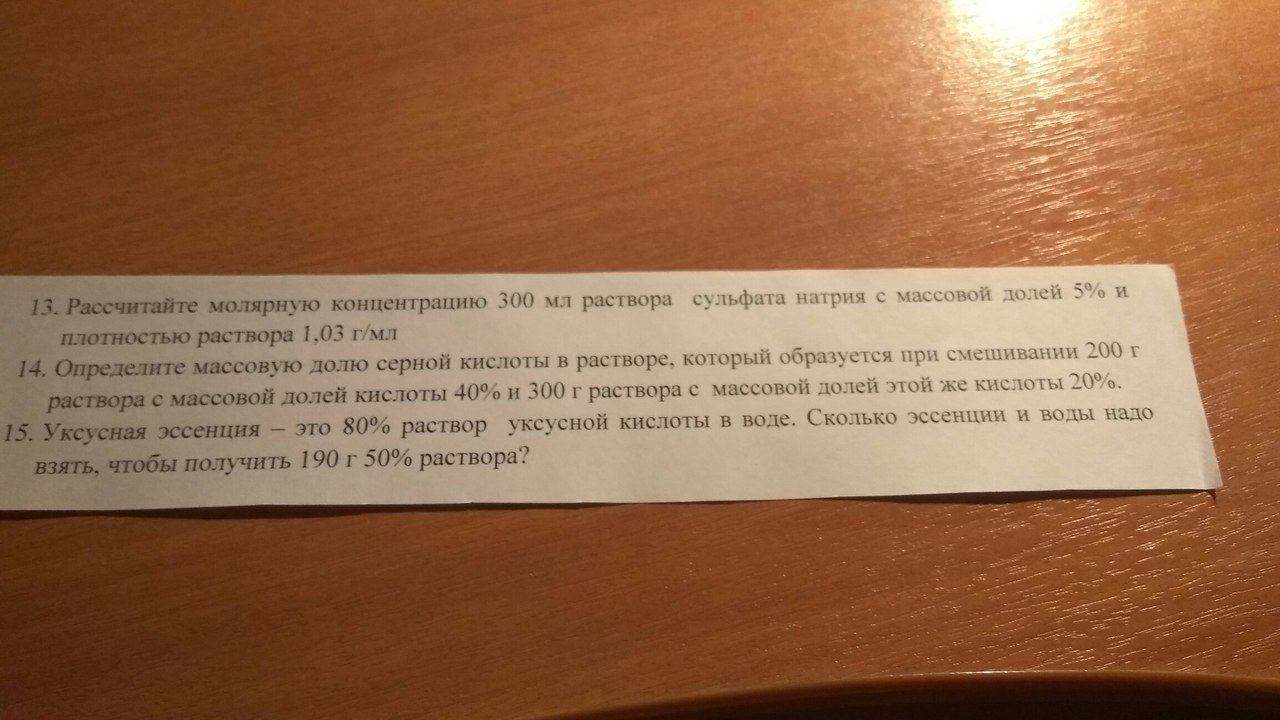 13. Рассчитайте молярную концентрацию 300 мл раствора сульфата натрия с массовой долей 5% и
плотностью раствора 1,03 г/мл
14. Определите массовую долю серной кислоты в растворе, который образуется при смешивании 200 г
раствора с массовой долей кислоты 40% и 300 г раствора с массовой долей этой же кислоты 20%.
15. Уксусная эссенция – это 80% раствор уксусной кислоты в воде. Сколько эссенции и воды надо
взять, чтобы получить 190 г 50% раствора?